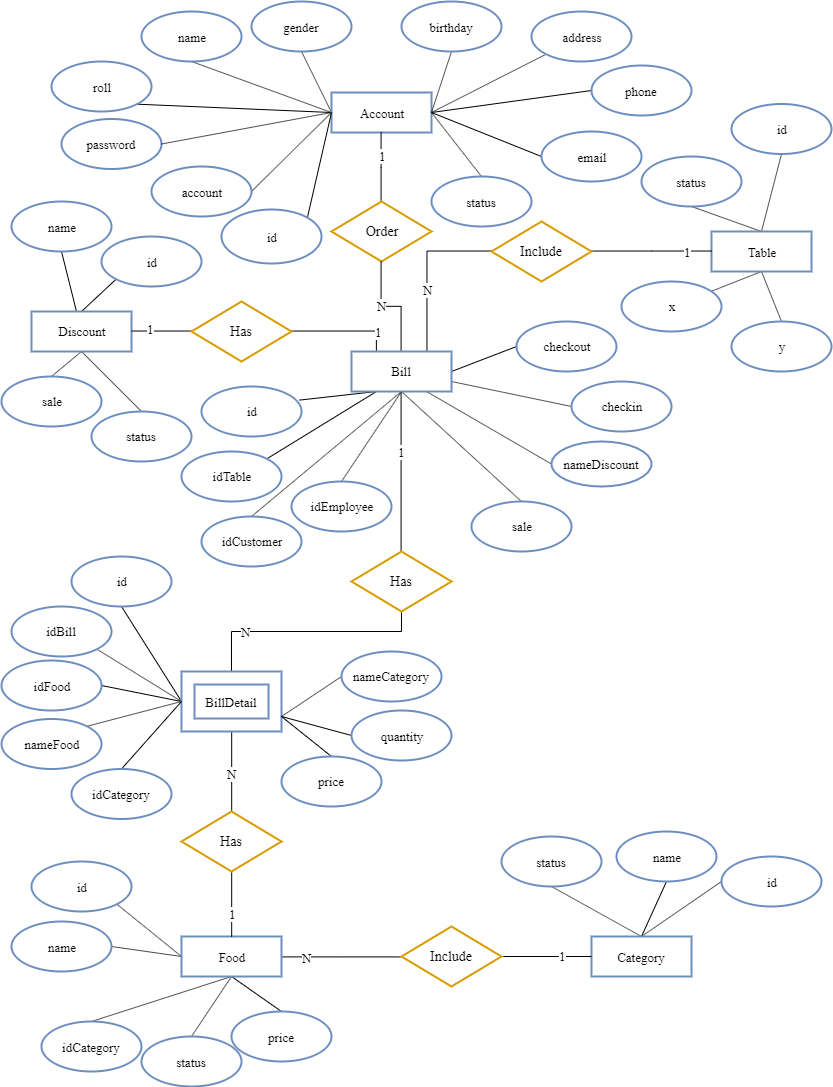 gender
birthday
name
address
roll
phone
Account
id
password
1
email
status
account
status
name
Order
id
Include
1
Table
id
N
x
N
Discount
1
Has
1
checkout
y
Bill
sale
checkin
id
status
1
nameDiscount
idTable
idEmployee
sale
idCustomer
id
Has
idBill
N
nameCategory
idFood
BillDetail
quantity
nameFood
N
price
idCategory
Has
name
status
id
id
1
name
Food
N
Include
1
Category
price
idCategory
status